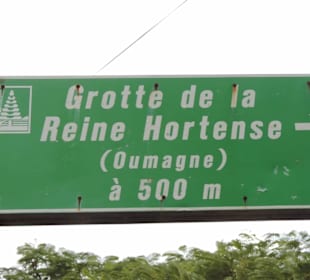 Grotte de la
Reine Hortense
(Oumagne)
à 500 m